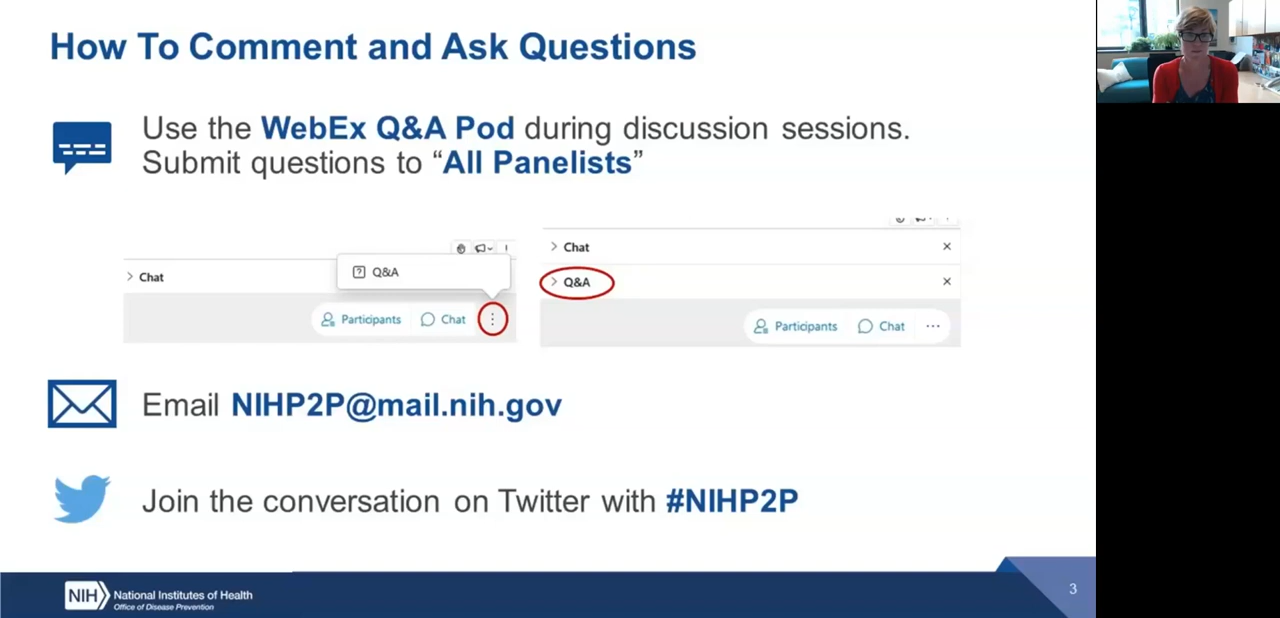 How To Comment and Ask Questions
Use the WebEx Q&A Pod during discussion sessions.
Submit questions to “All Panelists”
Chat
Q&A
Participants
Chat
Chat
Q&A
Participants
Chat
Email NIHP2P@mail.nih.gov
Join the conversation on Twitter with #NIHP2P
NIH
National Institutes of Health
Office of Disease Prevention
3